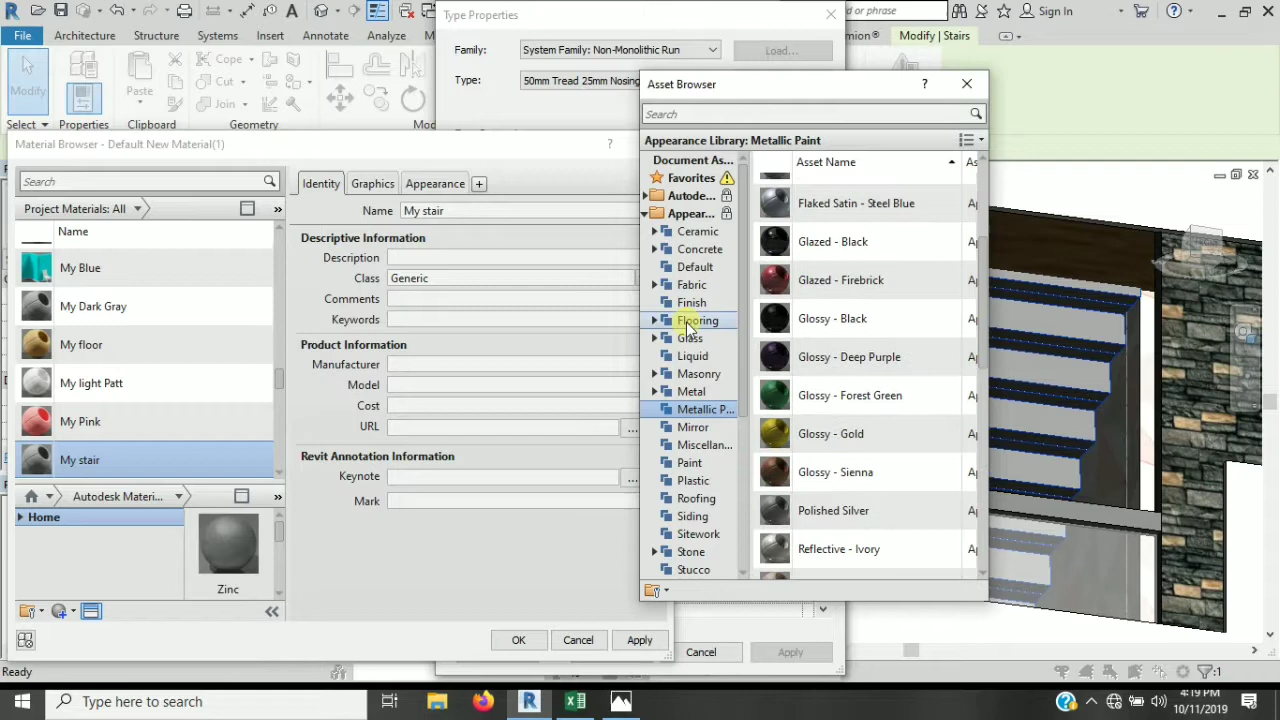 Type Properties
or phrase
Sign In
File
Architecture
Structure
Systems
Insert
Annotate
Analyze
Modify | Stairs
Family:
System Family: Non-Monolithic Run
Load...
Type:
50mm Tread 25mm Nosing
Modify
Paste
Cope
Cut
Join
Select
Properties
Clipboard
Geometry
Asset Browser
?
Search
Appearance Library: Metallic Paint
Document As...
Favorites
Autode...
Appear...
Ceramic
Concrete
Default
Fabric
Finish
Flooring
Glass
Liquid
Masonry
Metal
Metallic P...
Mirror
Miscellan...
Paint
Plastic
Roofing
Siding
Sitework
Stone
Stucco
Asset Name
Flaked Satin - Steel Blue
Glazed - Black
Glazed - Firebrick
Glossy - Black
Glossy - Deep Purple
Glossy - Forest Green
Glossy - Gold
Glossy - Sienna
Polished Silver
Reflective - Ivory
Material Browser - Default New Material(1)
?
Search
Project Materials: All
Name
My Blue
My Dark Gray
My floor
My light Patt
My Pink
My stair
Autodesk Materi...
Home
Zinc
Identity
Graphics
Appearance
Name
My stair
Descriptive Information
Description
Class
Generic
Comments
Keywords
Product Information
Manufacturer
Model
Cost
URL
...
Revit Annotation Information
Keynote
...
Mark
OK
Cancel
Apply
Cancel
Apply
Ready
:1
Type here to search
4:19 PM
10/11/2019